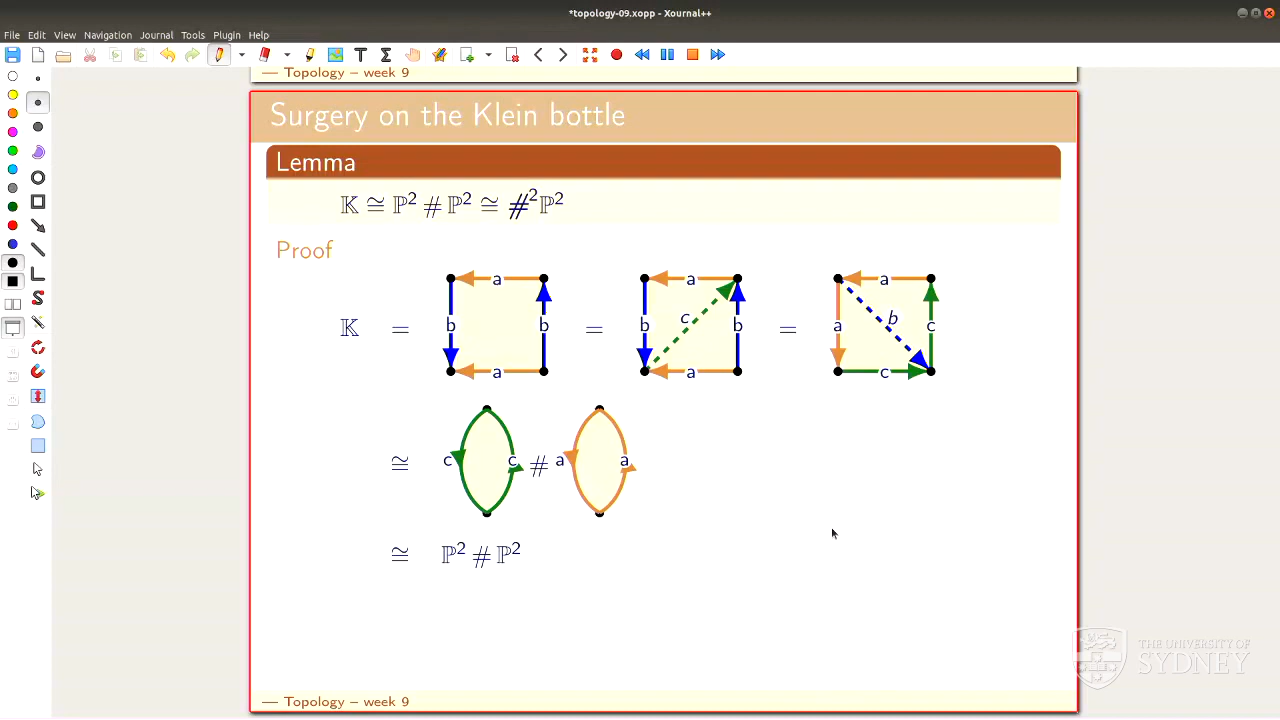 *topology-09.xopp - Xournal++
File Edit View Navigation Journal Tools Plugin Help
— Topology – week 9
Surgery on the Klein bottle
Lemma
𝕂 ≅ ℙ² # ℙ² ≅ #²ℙ²
Proof
a a a
𝕂 = b b = b c b = a b c
a a c
≅ c c # a a
≅ ℙ² # ℙ²
THE UNIVERSITY OF
SYDNEY
— Topology – week 9